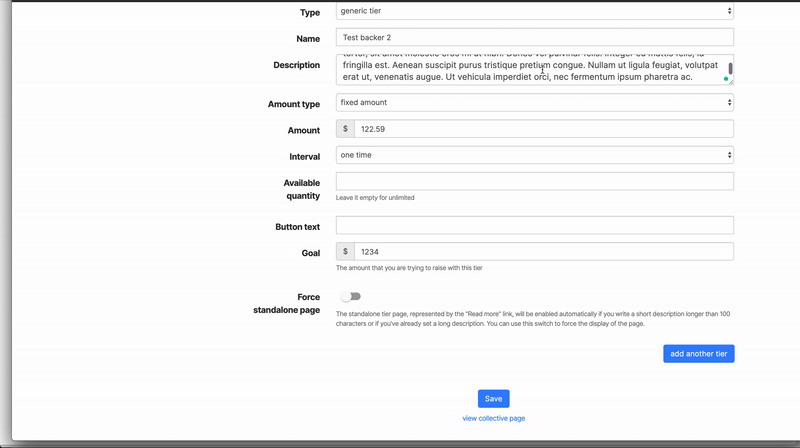 Type
generic tier
Name
Test backer 2
Description
fringilla est. Aenean suscipit purus tristique pretium congue. Nullam ut ligula feugiat, volutpat
erat ut, venenatis augue. Ut vehicula imperdiet orci, nec fermentum ipsum pharetra ac.
Amount type
fixed amount
Amount
$ 122.59
Interval
one time
Available
quantity
Leave it empty for unlimited
Button text
Goal
$ 1234
The amount that you are trying to raise with this tier
Force
standalone page
The standalone tier page, represented by the "Read more" link, will be enabled automatically if you write a short description longer than 100
characters or if you've already set a long description. You can use this switch to force the display of the page.
add another tier
Save
view collective page